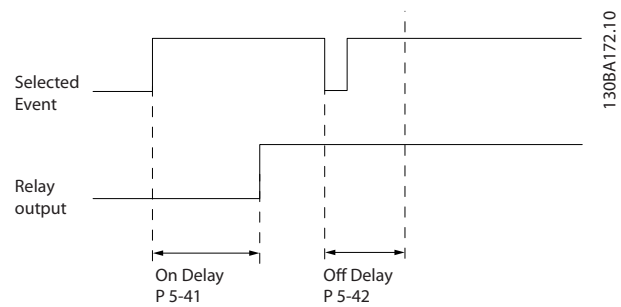 130BA172.10
Selected
Event
Relay
output
On Delay
P 5-41
Off Delay
P 5-42